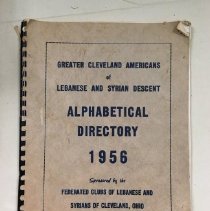 GREATER CLEVELAND AMERICANS
of
LEBANESE AND SYRIAN DESCENT
ALPHABETICAL
DIRECTORY
1956
Sponsored by the
FEDERATED CLUBS OF LEBANESE AND
SYRIANS OF CLEVELAND, OHIO